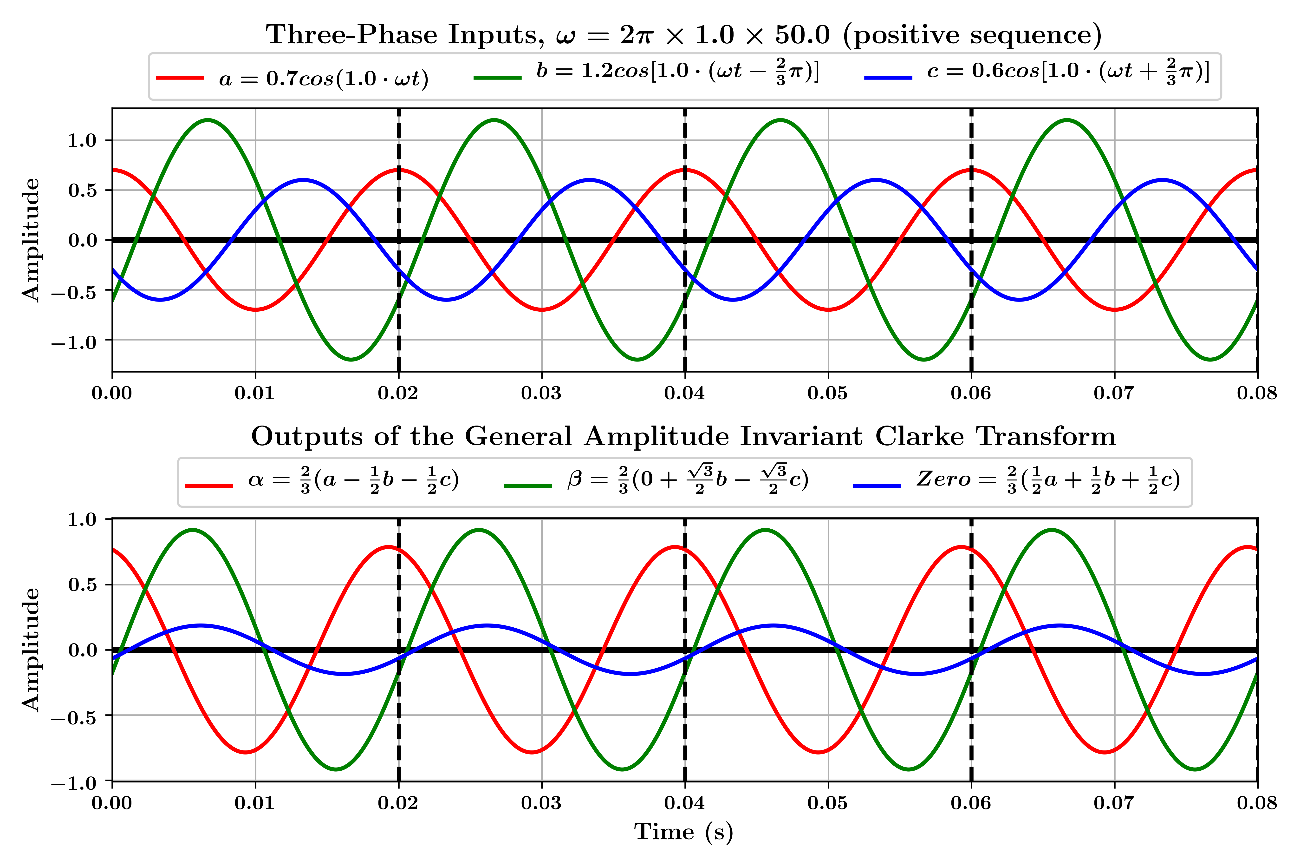 Three-Phase Inputs, ω = 2π × 1.0 × 50.0 (positive sequence)
a = 0.7cos(1.0 · ωt) b = 1.2cos[1.0 · (ωt − 2/3π)] c = 0.6cos[1.0 · (ωt + 2/3π)]
Amplitude
1.0
0.5
0.0
−0.5
−1.0
0.00 0.01 0.02 0.03 0.04 0.05 0.06 0.07 0.08
Outputs of the General Amplitude Invariant Clarke Transform
α = 2/3(a − 1/2b − 1/2c) β = 2/3(0 + √3/2b − √3/2c) Zero = 2/3(1/2a + 1/2b + 1/2c)
Amplitude
1.0
0.5
0.0
−0.5
−1.0
0.00 0.01 0.02 0.03 0.04 0.05 0.06 0.07 0.08
Time (s)